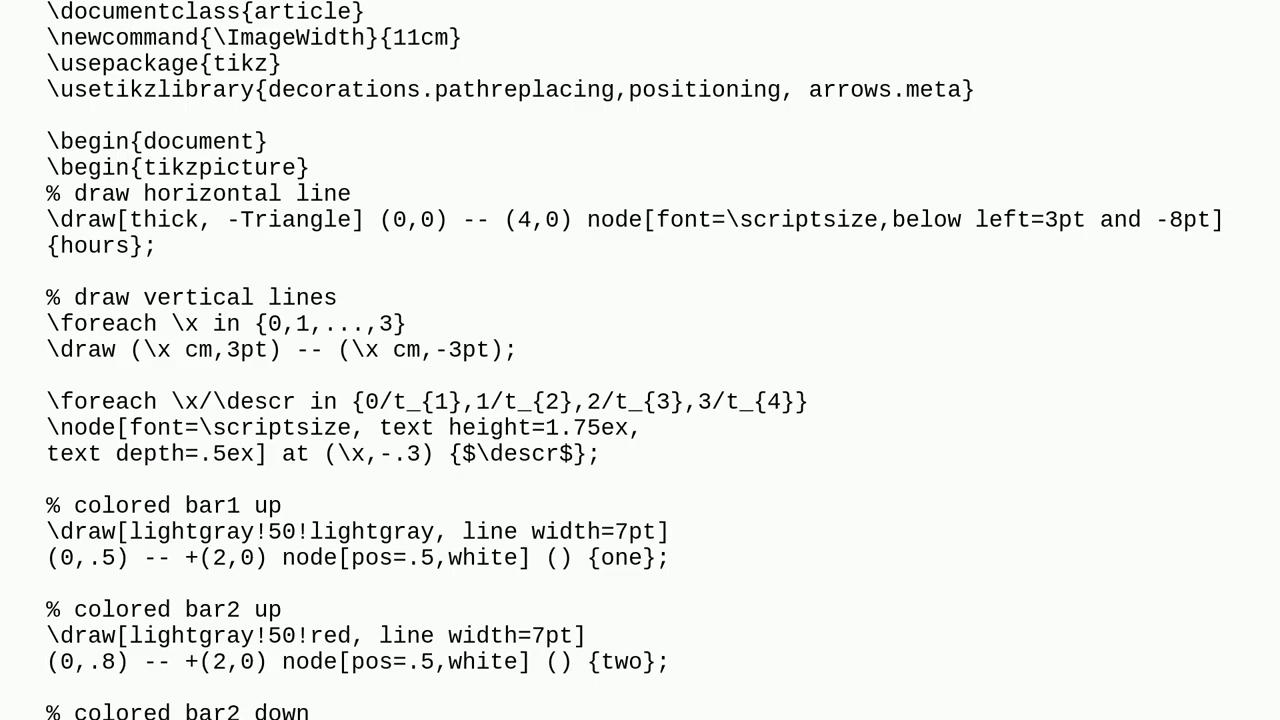 \documentclass{article}
\newcommand{\ImageWidth}{11cm}
\usepackage{tikz}
\usetikzlibrary{decorations.pathreplacing,positioning, arrows.meta}
\begin{document}
\begin{tikzpicture}
% draw horizontal line
\draw[thick, -Triangle] (0,0) -- (4,0) node[font=\scriptsize,below left=3pt and -8pt]
{hours};
% draw vertical lines
\foreach \x in {0,1,...,3}
\draw (\x cm,3pt) -- (\x cm,-3pt);
\foreach \x/\descr in {0/t_{1},1/t_{2},2/t_{3},3/t_{4}}
\node[font=\scriptsize, text height=1.75ex,
text depth=.5ex] at (\x,-.3) {$\descr$};
% colored bar1 up
\draw[lightgray!50!lightgray, line width=7pt]
(0,.5) -- +(2,0) node[pos=.5,white] () {one};
% colored bar2 up
\draw[lightgray!50!red, line width=7pt]
(0,.8) -- +(2,0) node[pos=.5,white] () {two};
% colored bar2 down